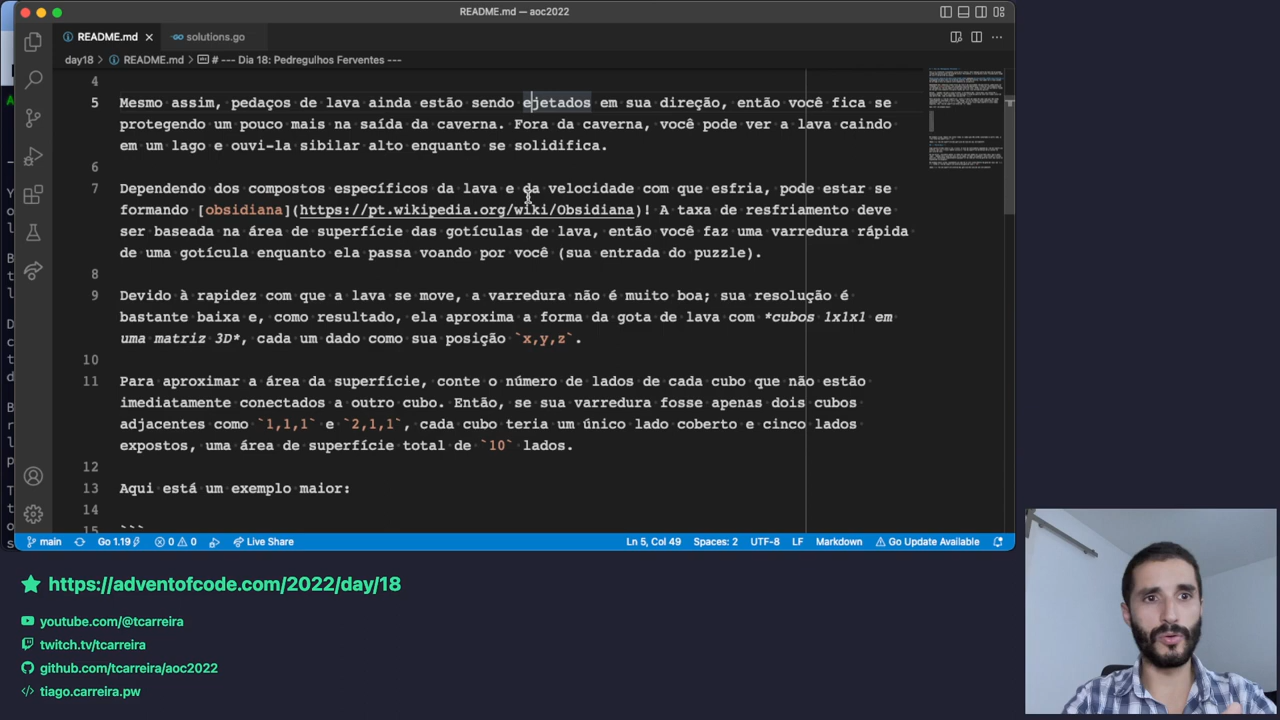 README.md — aoc2022
README.md
solutions.go
day18 > README.md > # --- Dia 18: Pedregulhos Ferventes ---
4
5 Mesmo assim, pedaços de lava ainda estão sendo ejetados em sua direção, então você fica se
protegendo um pouco mais na saída da caverna. Fora da caverna, você pode ver a lava caindo
em um lago e ouvi-la sibilar alto enquanto se solidifica.
6
7 Dependendo dos compostos específicos da lava e da velocidade com que esfria, pode estar se
formando [obsidiana](https://pt.wikipedia.org/wiki/Obsidiana)! A taxa de resfriamento deve
ser baseada na área de superfície das gotículas de lava, então você faz uma varredura rápida
de uma gotícula enquanto ela passa voando por você (sua entrada do puzzle).
8
9 Devido à rapidez com que a lava se move, a varredura não é muito boa; sua resolução é
bastante baixa e, como resultado, ela aproxima a forma da gota de lava com *cubos 1x1x1 em
uma matriz 3D*, cada um dado como sua posição `x,y,z`.
10
11 Para aproximar a área da superfície, conte o número de lados de cada cubo que não estão
imediatamente conectados a outro cubo. Então, se sua varredura fosse apenas dois cubos
adjacentes como `1,1,1` e `2,1,1`, cada cubo teria um único lado coberto e cinco lados
expostos, uma área de superfície total de `10` lados.
12
13 Aqui está um exemplo maior:
14
15 ```
main Go 1.19 0 0 Live Share Ln 5, Col 49 Spaces: 2 UTF-8 LF Markdown Go Update Available
https://adventofcode.com/2022/day/18
youtube.com/@tcarreira
twitch.tv/tcarreira
github.com/tcarreira/aoc2022
tiago.carreira.pw